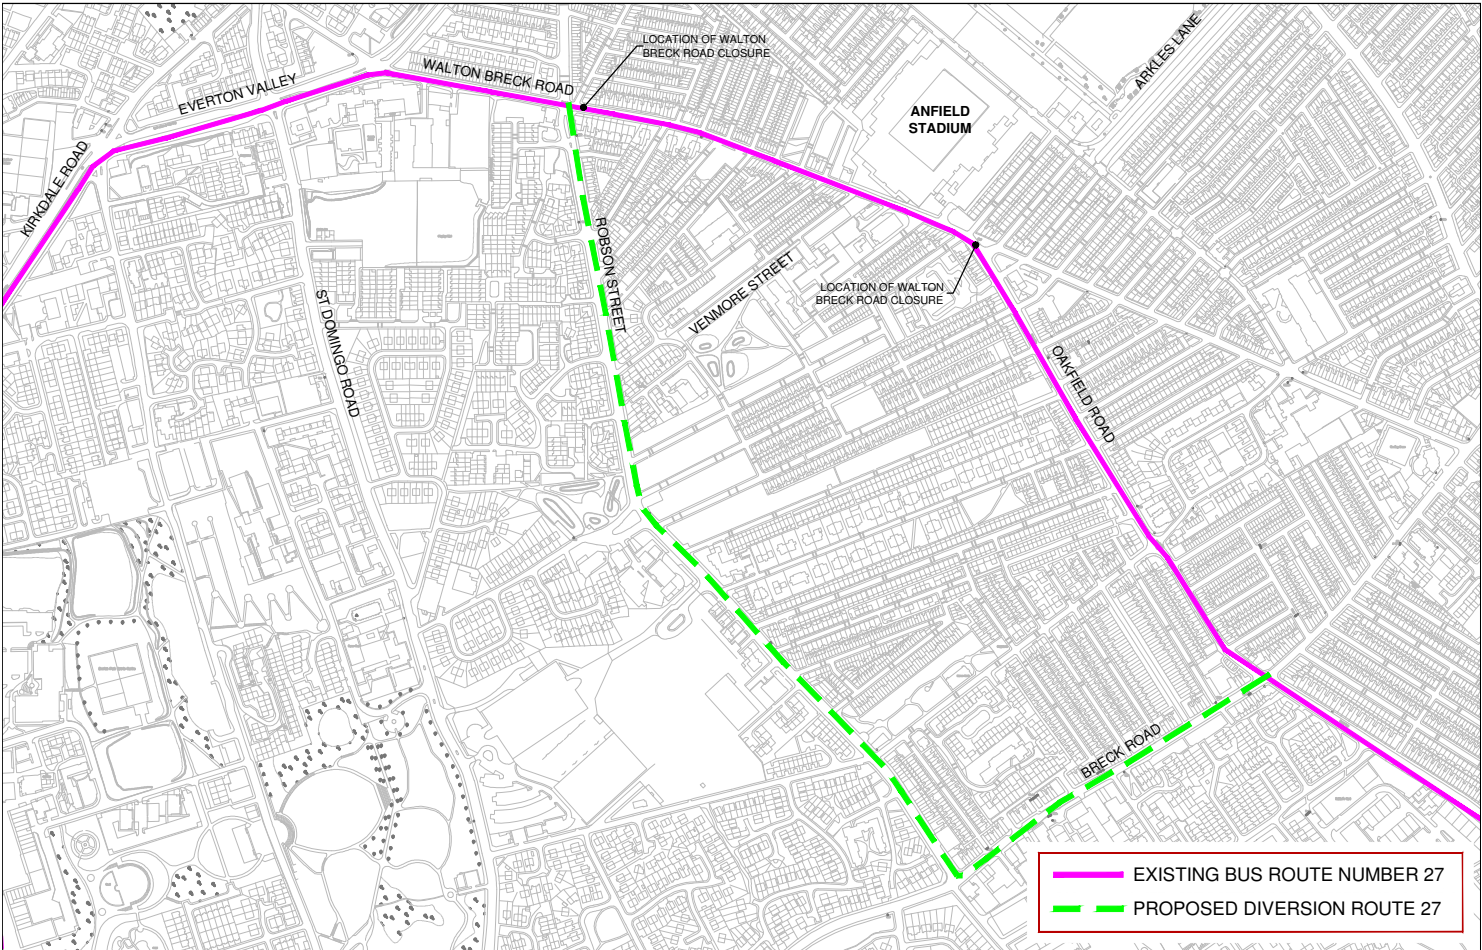 LOCATION OF WALTON
BRECK ROAD CLOSURE
ARKLES LANE
WALTON BRECK ROAD
EVERTON VALLEY
ANFIELD
STADIUM
KIRKDALE ROAD
ROBSON STREET
VENMORE STREET
LOCATION OF WALTON
BRECK ROAD CLOSURE
ST DOMINGO ROAD
OAKFIELD ROAD
BRECK ROAD
EXISTING BUS ROUTE NUMBER 27
PROPOSED DIVERSION ROUTE 27